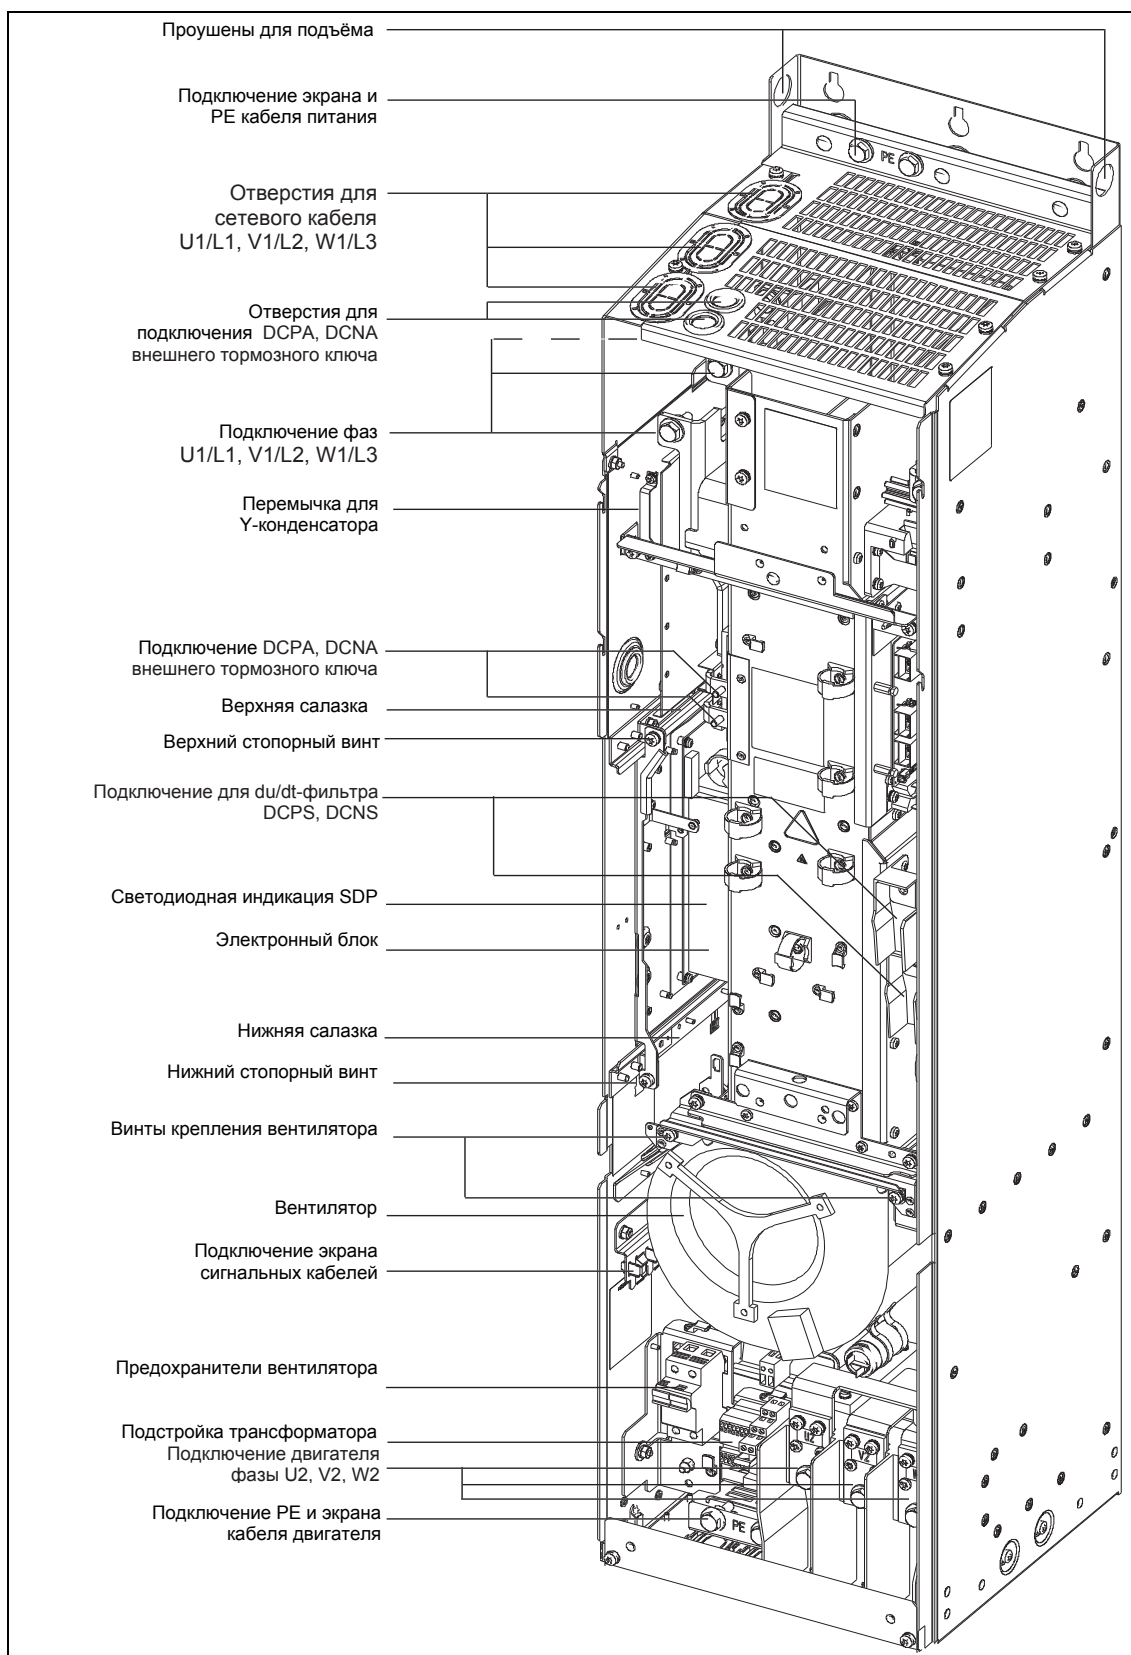 Проушены для подъёма
Подключение экрана и
PE кабеля питания
PE
Отверстия для
сетевого кабеля
U1/L1, V1/L2, W1/L3
Отверстия для
подключения DCPA, DCNA
внешнего тормозного ключа
Подключение фаз
U1/L1, V1/L2, W1/L3
Перемычка для
Y-конденсатора
Подключение DCPA, DCNA
внешнего тормозного ключа
Верхняя салазка
Верхний стопорный винт
Подключение для du/dt-фильтра
DCPS, DCNS
Светодиодная индикация SDP
Электронный блок
Нижняя салазка
Нижний стопорный винт
Винты крепления вентилятора
Вентилятор
Подключение экрана
сигнальных кабелей
Предохранители вентилятора
Подстройка трансформатора
Подключение двигателя
фазы U2, V2, W2
U2
V2
Подключение PE и экрана
кабеля двигателя
PE